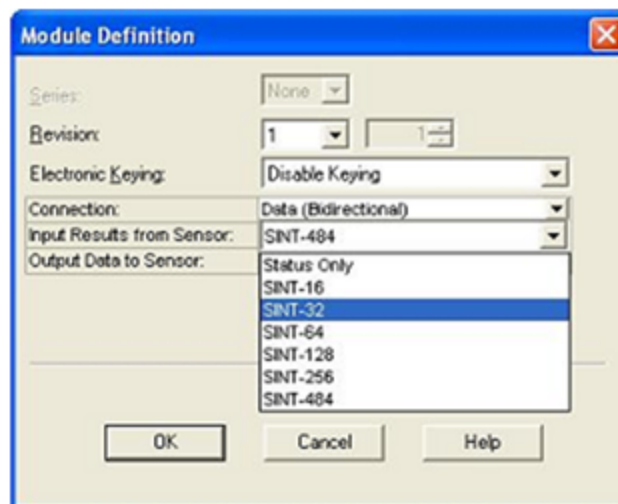 Module Definition
Series: None
Revision: 1 1
Electronic Keying: Disable Keying
Connection: Data (Bidirectional)
Input Results from Sensor: SINT-484
Output Data to Sensor: Status Only
SINT-16
SINT-32
SINT-64
SINT-128
SINT-256
SINT-484
OK Cancel Help